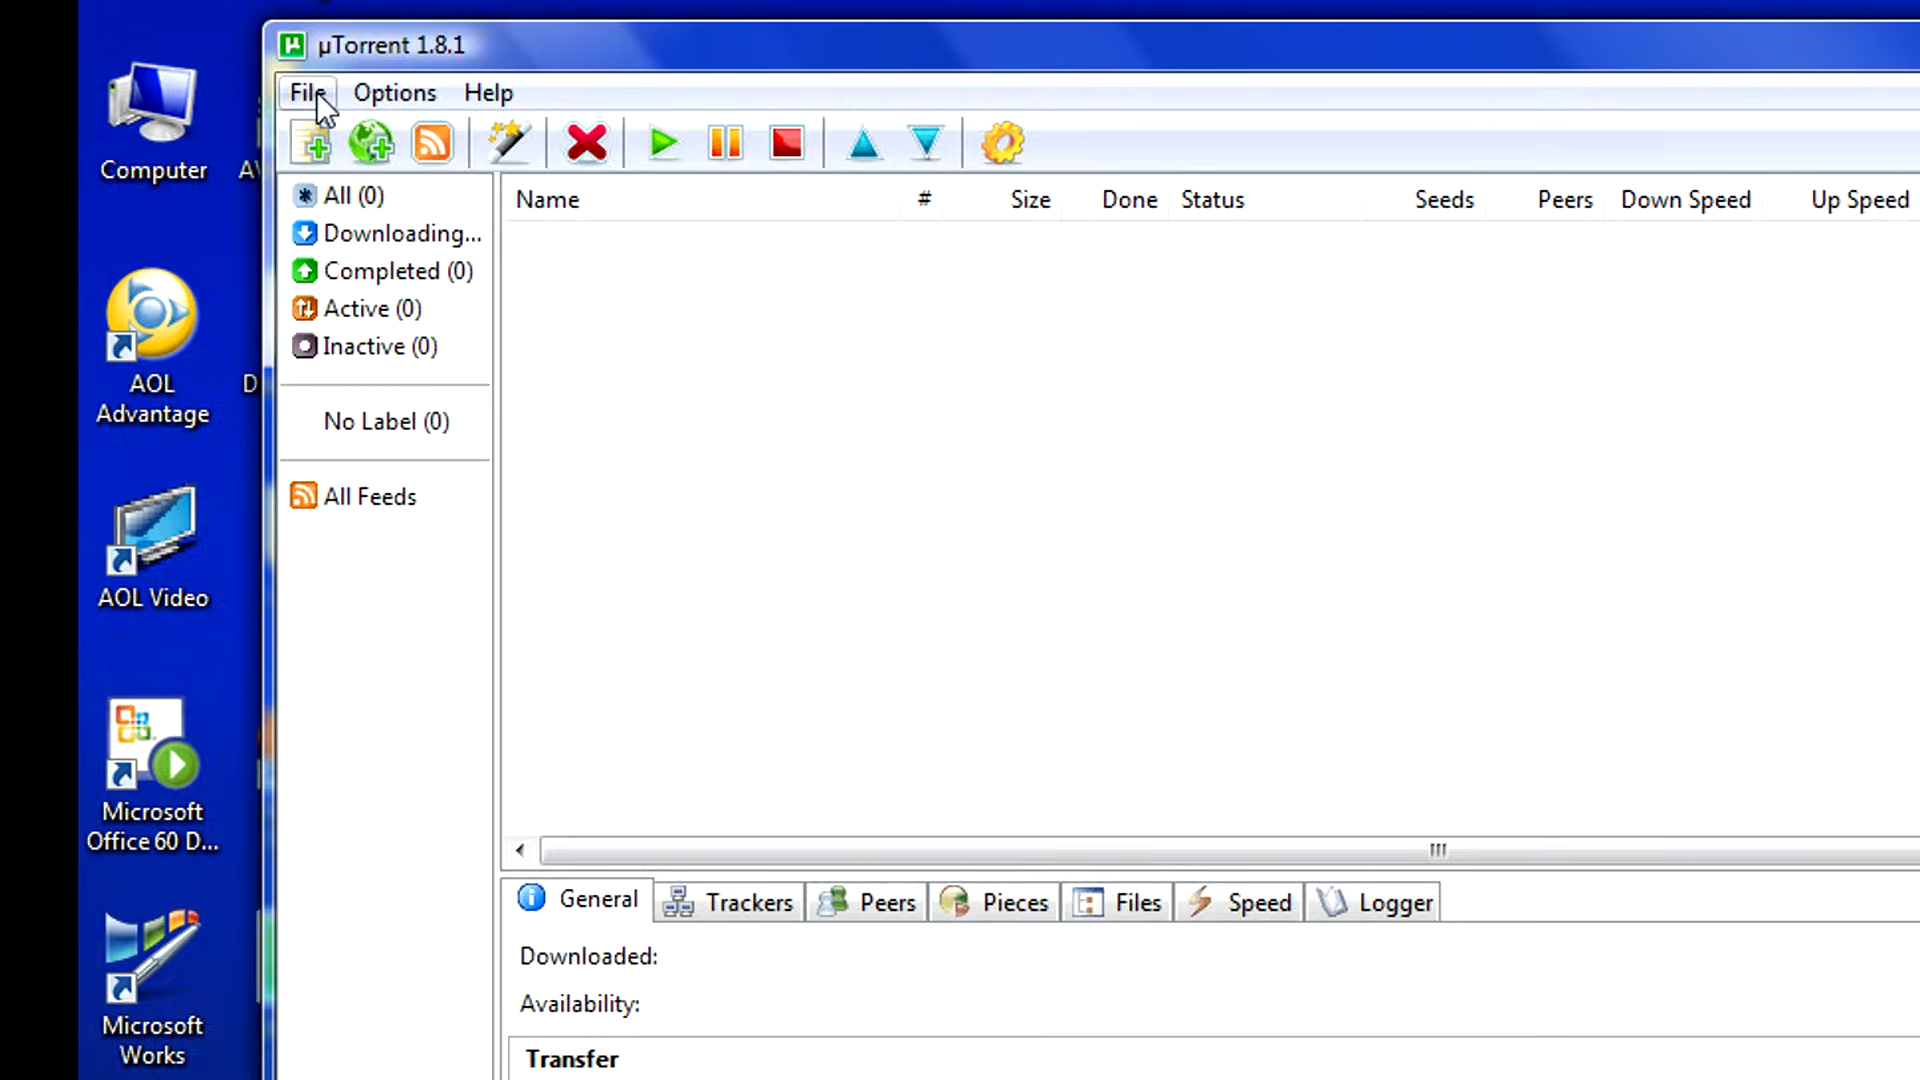 µTorrent 1.8.1
File Options Help
Computer
All (0)
Downloading...
Completed (0)
Active (0)
Inactive (0)
No Label (0)
All Feeds
Name # Size Done Status Seeds Peers Down Speed Up Speed
AOL
Advantage
AOL Video
Microsoft
Office 60 D...
Microsoft
Works
General Trackers Peers Pieces Files Speed Logger
Downloaded:
Availability:
Transfer